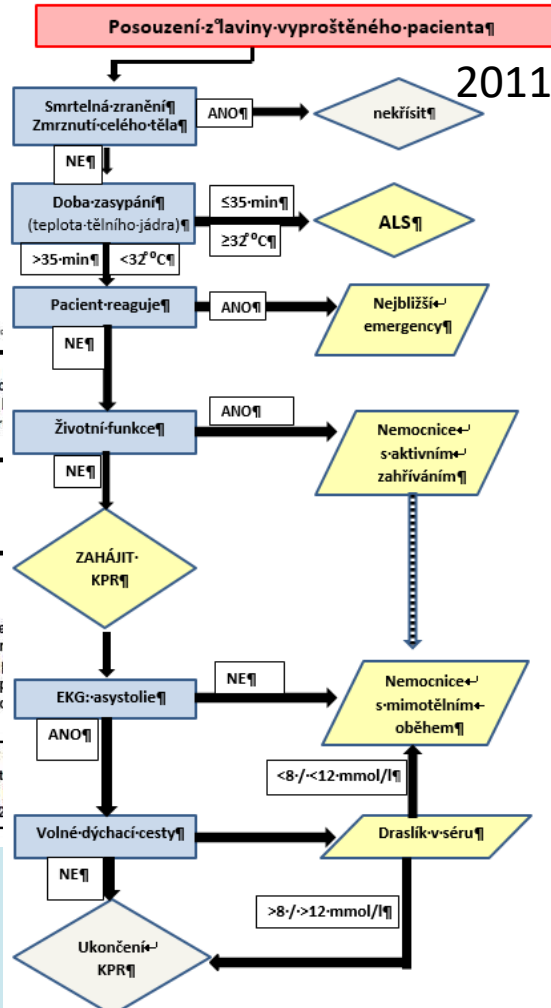 Posouzení·z°laviny·vyproštěného·pacienta¶
2011
Smrtelná·zranění¶
Zmrznutí·celého·těla¶
ANO¶
nekřísit¶
NE¶
Doba·zasypání¶
(teplota·tělního·jádra)¶
≤35·min¶
≥32°°C¶
ALS¶
>35·min¶
<32°°C¶
Pacient·reaguje¶
ANO¶
Nejbližší↵
emergency¶
NE¶
Životní·funkce¶
ANO¶
Nemocnice↵
s·aktivním↵
zahříváním¶
NE¶
ZAHÁJIT·
KPR¶
EKG:·asystolie¶
NE¶
Nemocnice↵
s·mimotělním↵
oběhem¶
ANO¶
<8·/·<12·mmol/l¶
Volné·dýchací·cesty¶
Draslík·v·séru¶
NE¶
>8·/·>12·mmol/l¶
Ukončení↵
KPR¶